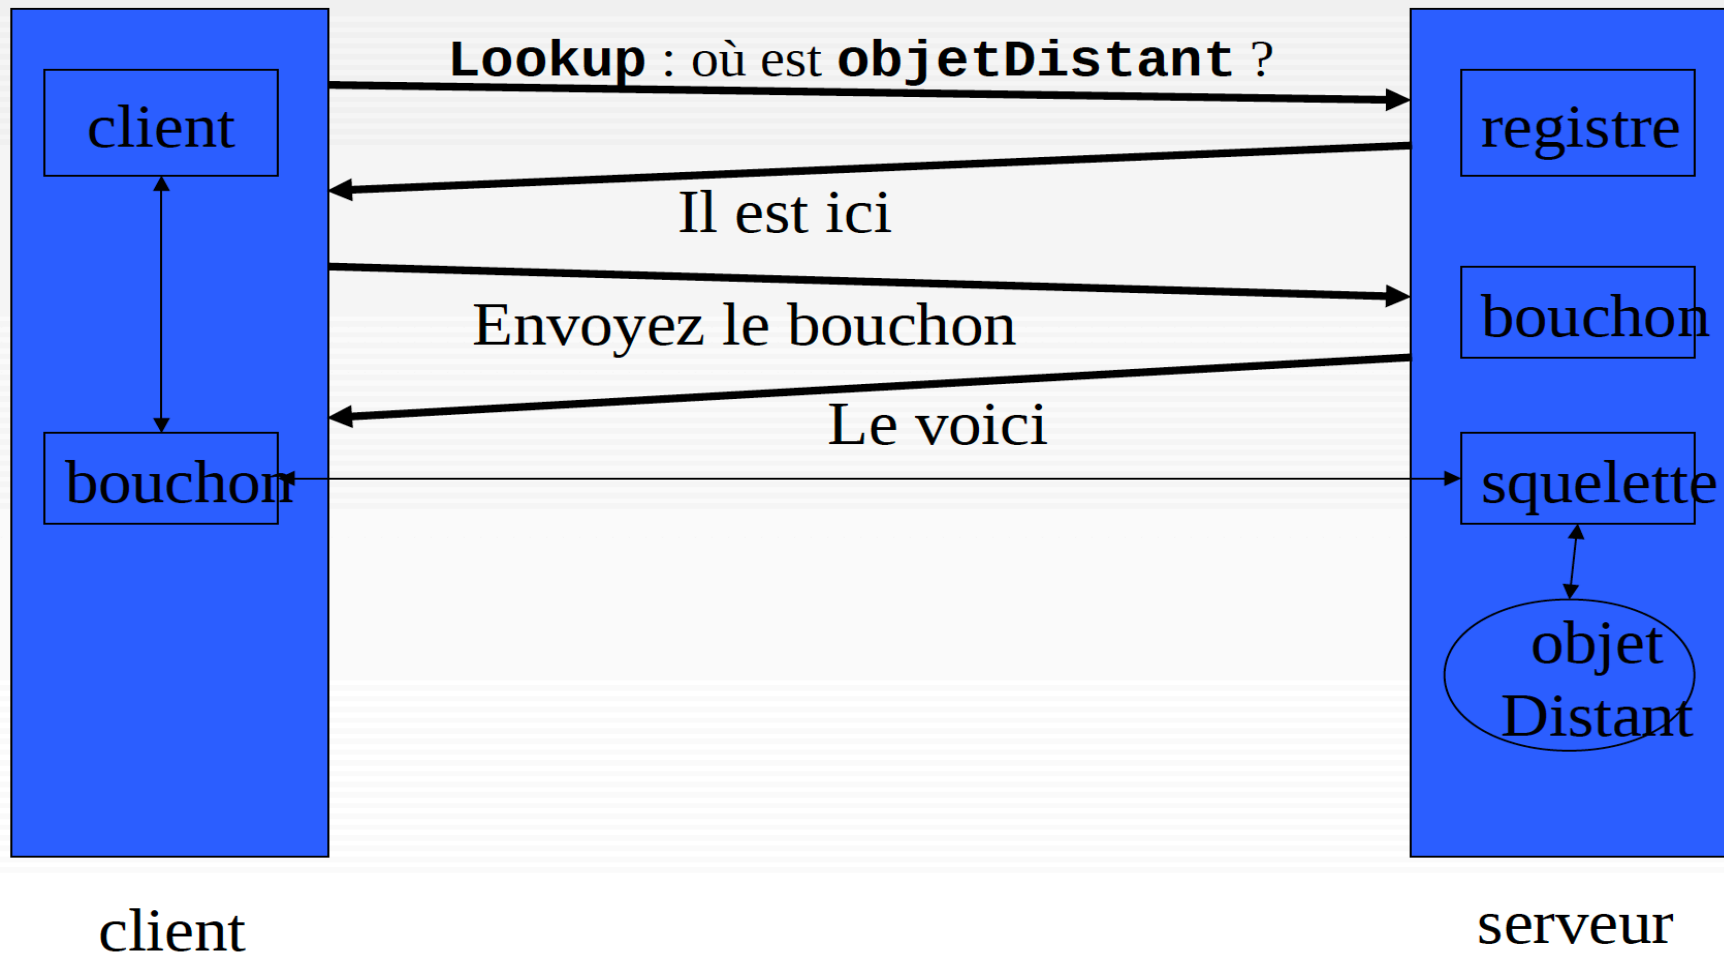 Lookup : où est objetDistant ?
client
registre
Il est ici
Envoyez le bouchon
bouchon
Le voici
bouchon
squelette
objet
Distant
client
serveur